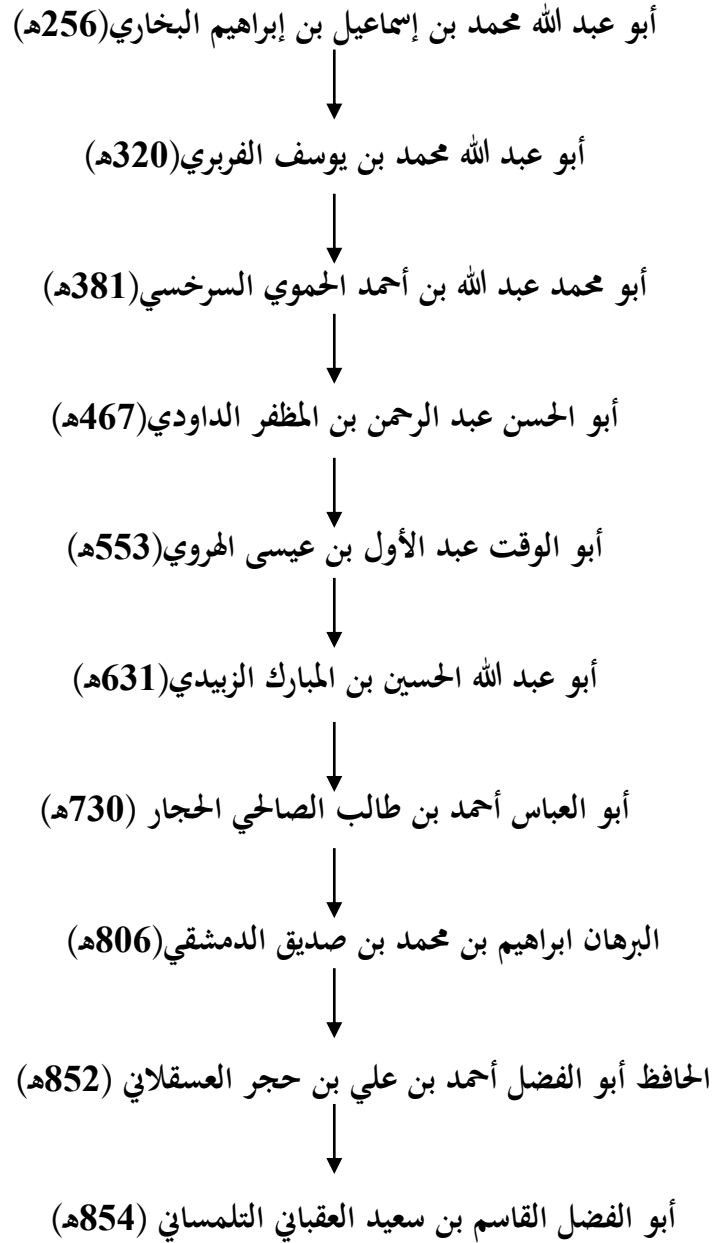 أبو عبد الله محمد بن إسماعيل بن إبراهيم البخاري(256هـ)
أبو عبد الله محمد بن يوسف الفربري(320هـ)
أبو محمد عبد الله بن أحمد الحموي السرخسي(381هـ)
أبو الحسن عبد الرحمن بن المظفر الداودي(467هـ)
أبو الوقت عبد الأول بن عيسى الهروي(553هـ)
أبو عبد الله الحسين بن المبارك الزبيدي(631هـ)
أبو العباس أحمد بن طالب الصالحي الحجار (730هـ)
البرهان ابراهيم بن محمد بن صديق الدمشقي(806هـ)
الحافظ أبو الفضل أحمد بن علي بن حجر العسقلاني (852هـ)
أبو الفضل القاسم بن سعيد العقباني التلمساني (854هـ)